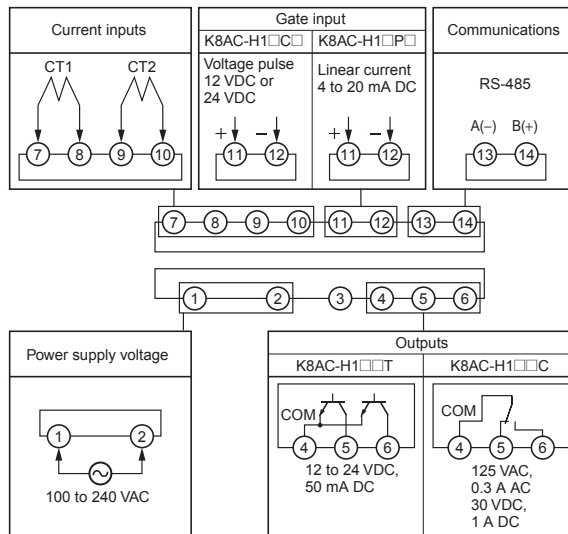 Current inputs
CT1 CT2
7 8 9 10
Gate input
K8AC-H1□□C□
Voltage pulse
12 VDC or
24 VDC
+ −
11 12
K8AC-H1□□P□
Linear current
4 to 20 mA DC
+ −
11 12
Communications
RS-485
A(−) B(+)
13 14
7 8 9 10 11 12 13 14
1 2 3 4 5 6
Power supply voltage
1 2
100 to 240 VAC
Outputs
K8AC-H1□□T
COM
4 5 6
12 to 24 VDC,
50 mA DC
K8AC-H1□□C
COM
4 5 6
125 VAC,
0.3 A AC
30 VDC,
1 A DC